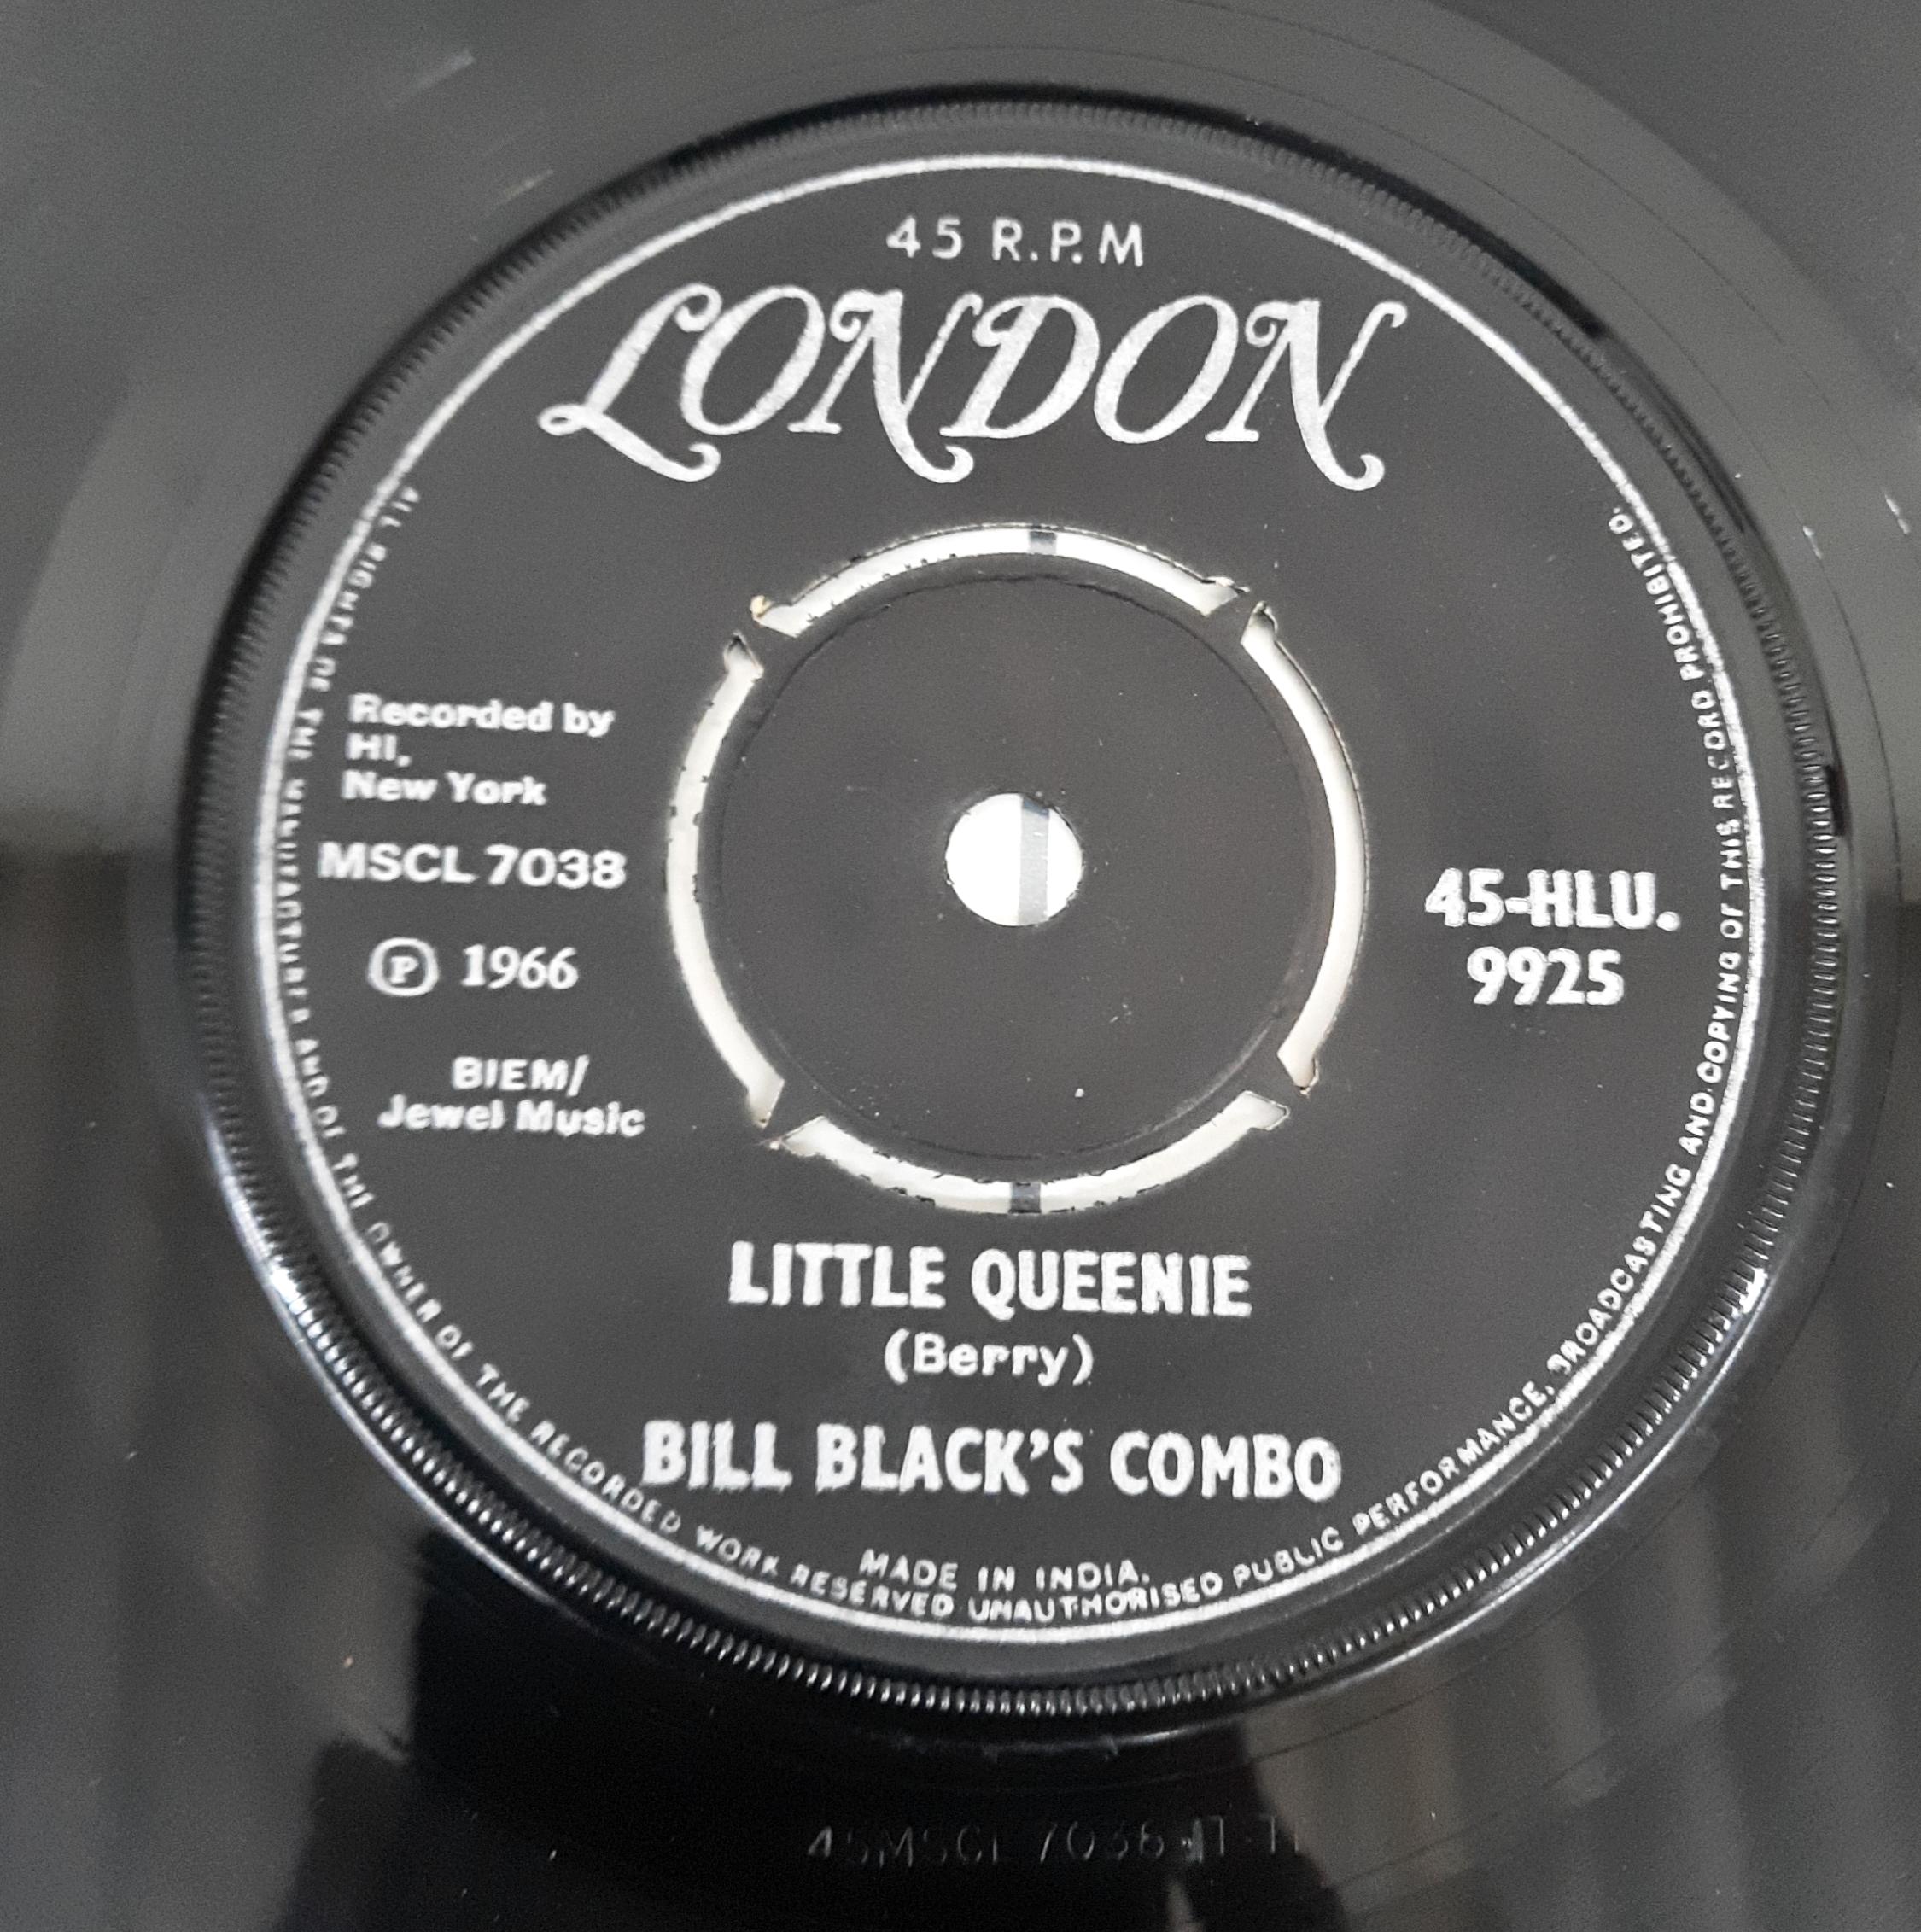 45 R.P.M
LONDON
Recorded by
HI,
New York
MSCL 7038
Ⓟ 1966
BIEM/
Jewel Music
45-HLU.
9925
LITTLE QUEENIE
(Berry)
BILL BLACK'S COMBO
MADE IN INDIA.
ALL RIGHTS OF THE MANUFACTURER AND OF THE OWNER OF THE RECORDED WORK RESERVED UNAUTHORISED PUBLIC PERFORMANCE, BROADCASTING AND COPYING OF THIS RECORD PROHIBITED.
45MSCL 7038